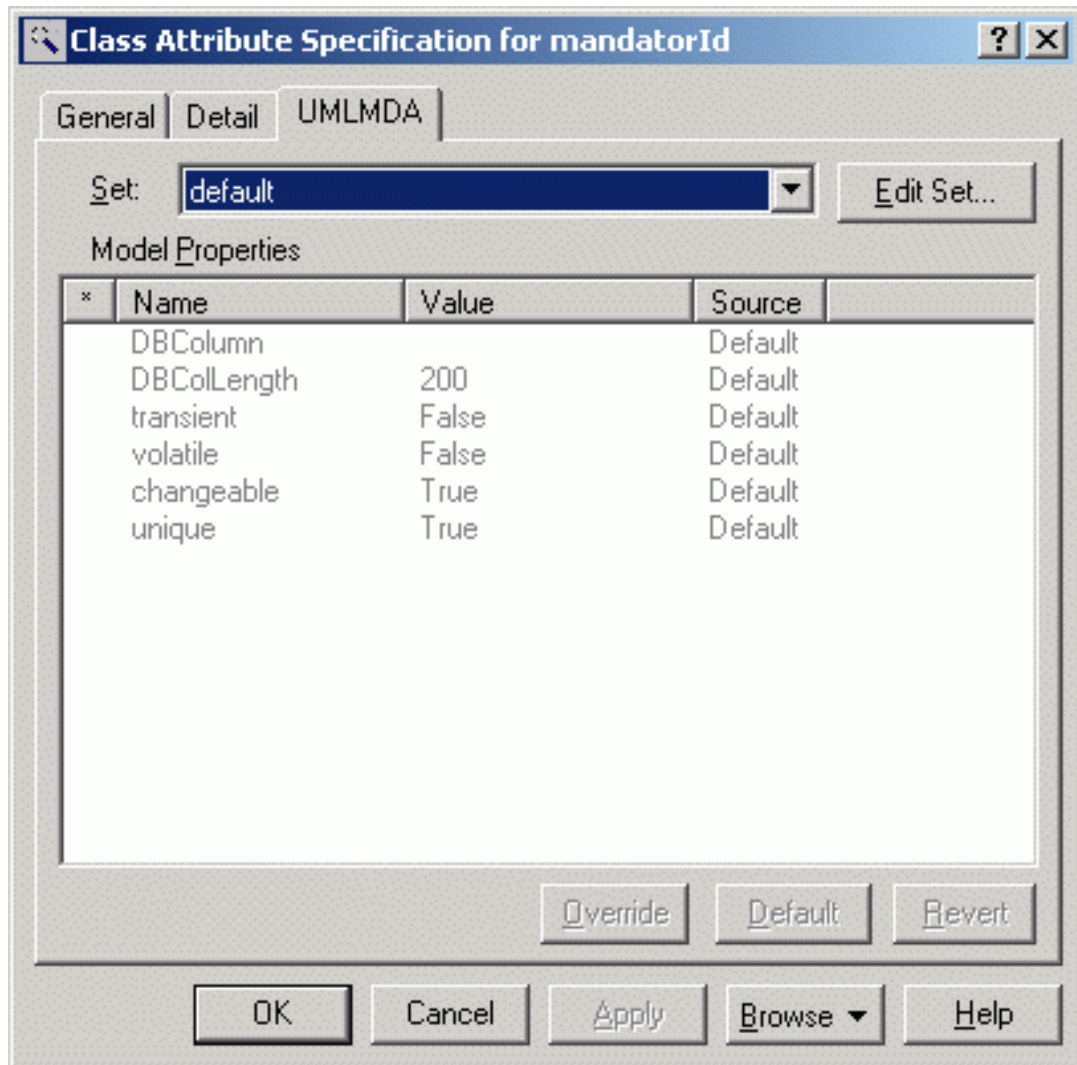 Class Attribute Specification for mandatorId
General Detail UMLMDA
Set: default Edit Set...
Model Properties
* Name Value Source
DBColumn Default
DBColLength 200 Default
transient False Default
volatile False Default
changeable True Default
unique True Default
Override Default Revert
OK Cancel Apply Browse Help